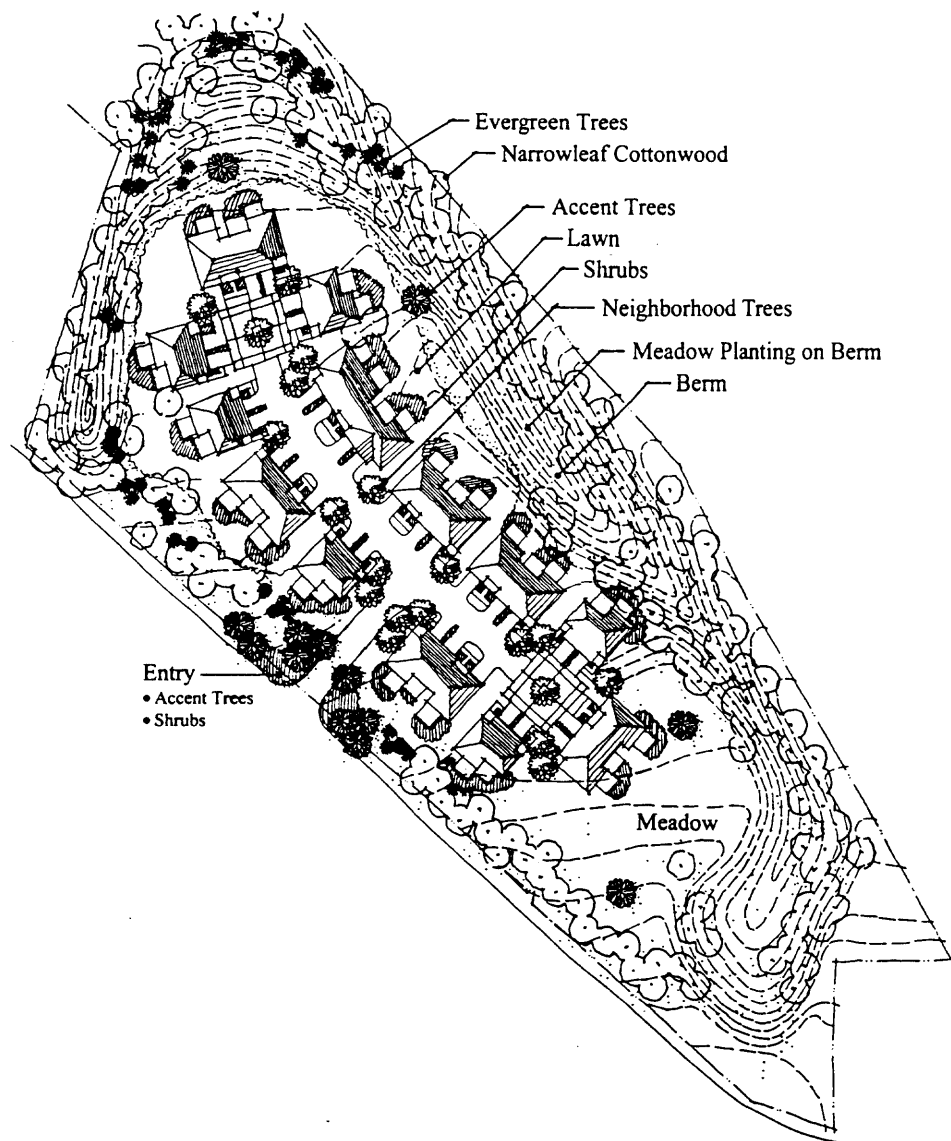 Evergreen Trees
Narrowleaf Cottonwood
Accent Trees
Lawn
Shrubs
Neighborhood Trees
Meadow Planting on Berm
Berm
Entry
• Accent Trees
• Shrubs
Meadow